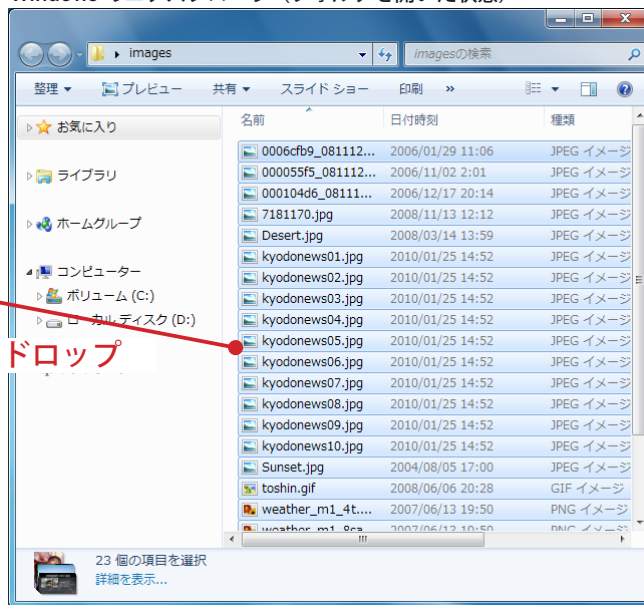 images
imagesの検索
整理 プレビュー 共有 スライド ショー 印刷 »
名前 日付時刻 種類
お気に入り
ライブラリ
ホームグループ
コンピューター
ボリューム (C:)
ローカル ディスク (D:)
ドロップ
0006cfb9_081112... 2006/01/29 11:06 JPEG イメージ
000055f5_081112... 2006/11/02 2:01 JPEG イメージ
000104d6_08111... 2006/12/17 20:14 JPEG イメージ
7181170.jpg 2008/11/13 12:12 JPEG イメージ
Desert.jpg 2008/03/14 13:59 JPEG イメージ
kyodonews01.jpg 2010/01/25 14:52 JPEG イメージ
kyodonews02.jpg 2010/01/25 14:52 JPEG イメージ
kyodonews03.jpg 2010/01/25 14:52 JPEG イメージ
kyodonews04.jpg 2010/01/25 14:52 JPEG イメージ
kyodonews05.jpg 2010/01/25 14:52 JPEG イメージ
kyodonews06.jpg 2010/01/25 14:52 JPEG イメージ
kyodonews07.jpg 2010/01/25 14:52 JPEG イメージ
kyodonews08.jpg 2010/01/25 14:52 JPEG イメージ
kyodonews09.jpg 2010/01/25 14:52 JPEG イメージ
kyodonews10.jpg 2010/01/25 14:52 JPEG イメージ
Sunset.jpg 2004/08/05 17:00 JPEG イメージ
toshin.gif 2008/06/06 20:28 GIF イメージ
weather_m1_4t.... 2007/06/13 19:50 PNG イメージ
23 個の項目を選択
詳細を表示...